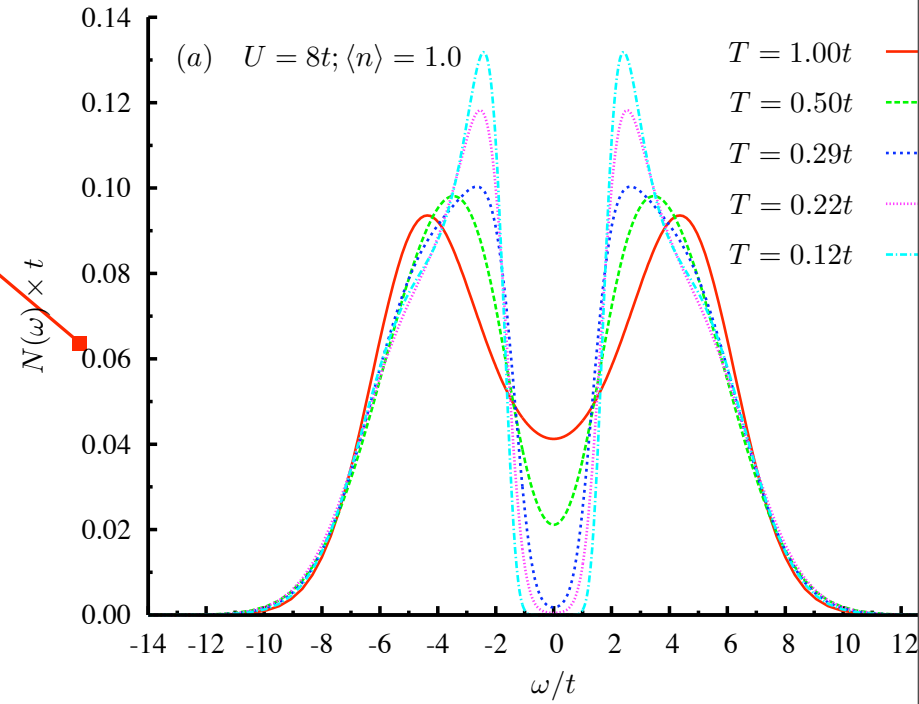 (a) U = 8t; ⟨n⟩ = 1.0
T = 1.00t
T = 0.50t
T = 0.29t
T = 0.22t
T = 0.12t
N(ω) × t
0.14
0.12
0.10
0.08
0.06
0.04
0.02
0.00
-14 -12 -10 -8 -6 -4 -2 0 2 4 6 8 10 12
ω/t